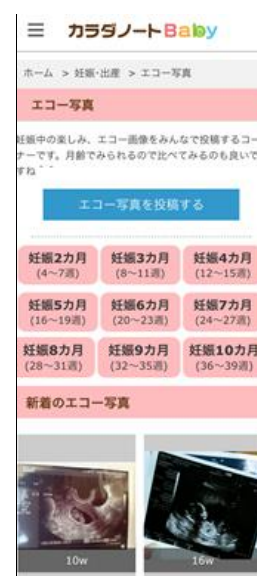 カラダノートBaby
ホーム > 妊娠・出産 > エコー写真
エコー写真
妊娠中の楽しみ、エコー画像をみんなで投稿するコー
ナーです。月齢でみられるので比べてみるのも良いで
すね^ ^
エコー写真を投稿する
妊娠2カ月 妊娠3カ月 妊娠4カ月
(4～7週) (8～11週) (12～15週)
妊娠5カ月 妊娠6カ月 妊娠7カ月
(16～19週) (20～23週) (24～27週)
妊娠8カ月 妊娠9カ月 妊娠10カ月
(28～31週) (32～35週) (36～39週)
新着のエコー写真
10w 16w